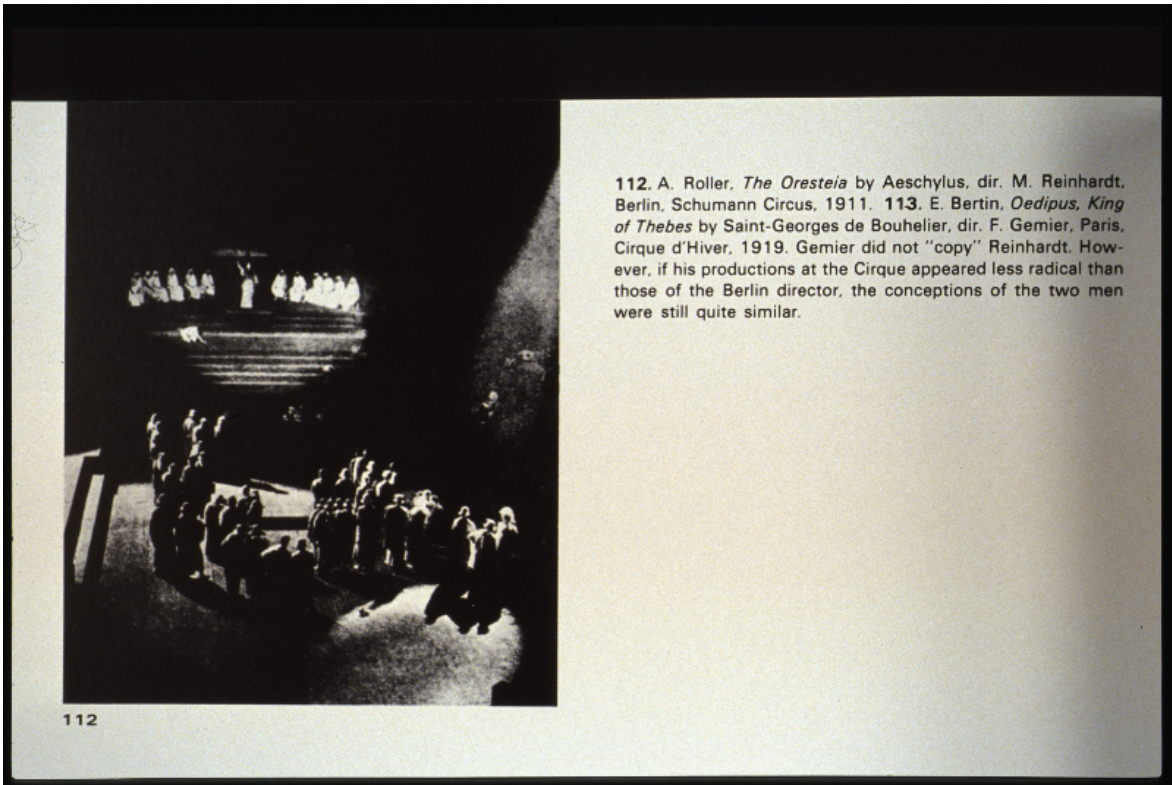 112. A. Roller, The Oresteia by Aeschylus, dir. M. Reinhardt,
Berlin, Schumann Circus, 1911. 113. E. Bertin, Oedipus, King
of Thebes by Saint-Georges de Bouhelier, dir. F. Gemier, Paris,
Cirque d'Hiver, 1919. Gemier did not "copy" Reinhardt. How-
ever, if his productions at the Cirque appeared less radical than
those of the Berlin director, the conceptions of the two men
were still quite similar.
112